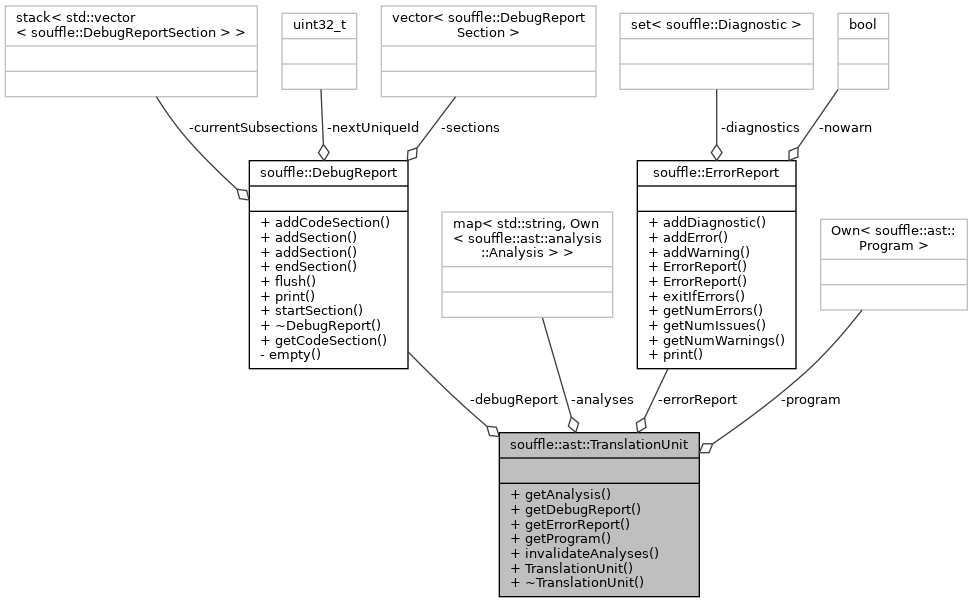 stack< std::vector
< souffle::DebugReportSection > >
uint32_t
vector< souffle::DebugReport
Section >
set< souffle::Diagnostic >
bool
-currentSubsections
-nextUniqueId
-sections
-diagnostics
-nowarn
souffle::DebugReport
+ addCodeSection()
+ addSection()
+ addSection()
+ endSection()
+ flush()
+ print()
+ startSection()
+ ~DebugReport()
+ getCodeSection()
- empty()
map< std::string, Own
< souffle::ast::analysis
::Analysis > >
souffle::ErrorReport
+ addDiagnostic()
+ addError()
+ addWarning()
+ ErrorReport()
+ ErrorReport()
+ exitIfErrors()
+ getNumErrors()
+ getNumIssues()
+ getNumWarnings()
+ print()
Own< souffle::ast::
Program >
-debugReport
-analyses
-errorReport
-program
souffle::ast::TranslationUnit
+ getAnalysis()
+ getDebugReport()
+ getErrorReport()
+ getProgram()
+ invalidateAnalyses()
+ TranslationUnit()
+ ~TranslationUnit()